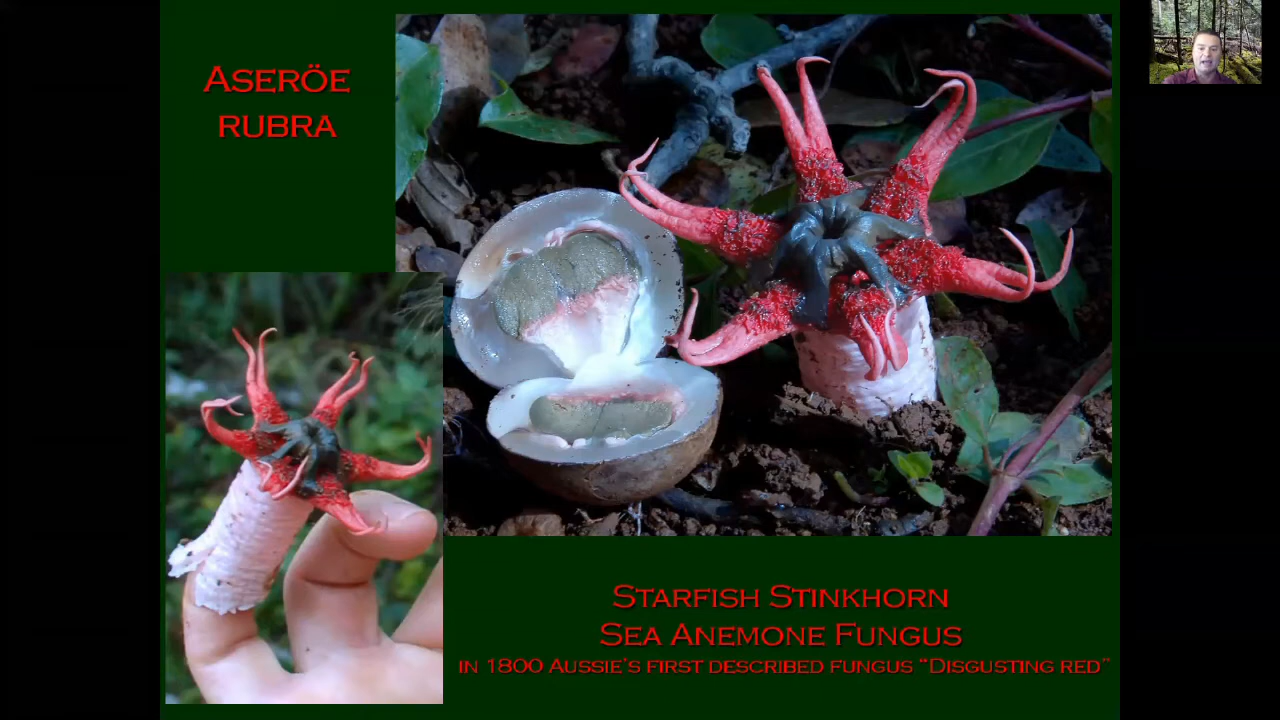 ASERÖE
RUBRA
STARFISH STINKHORN
SEA ANEMONE FUNGUS
IN 1800 AUSSIE'S FIRST DESCRIBED FUNGUS "DISGUSTING RED"